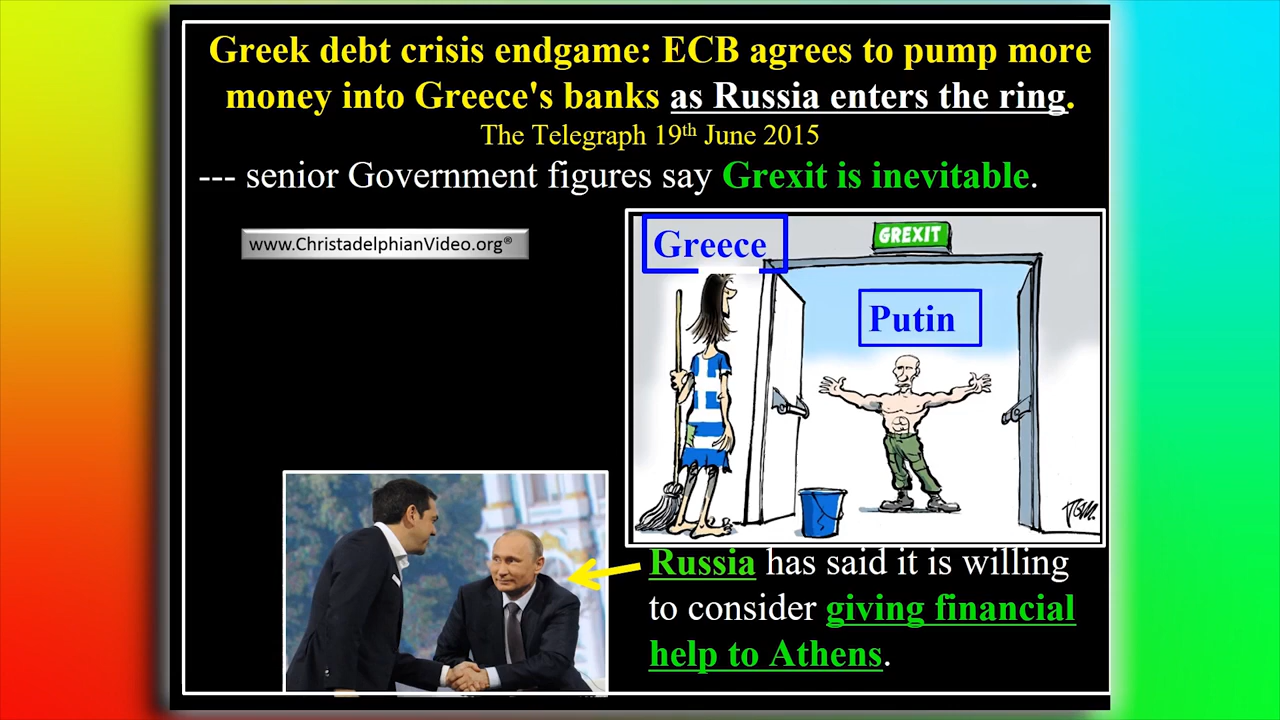 Greek debt crisis endgame: ECB agrees to pump more
money into Greece's banks as Russia enters the ring.
The Telegraph 19th June 2015
--- senior Government figures say Grexit is inevitable.
www.ChristadelphianVideo.org®
Greece
GREXIT
Putin
Russia has said it is willing
to consider giving financial
help to Athens.